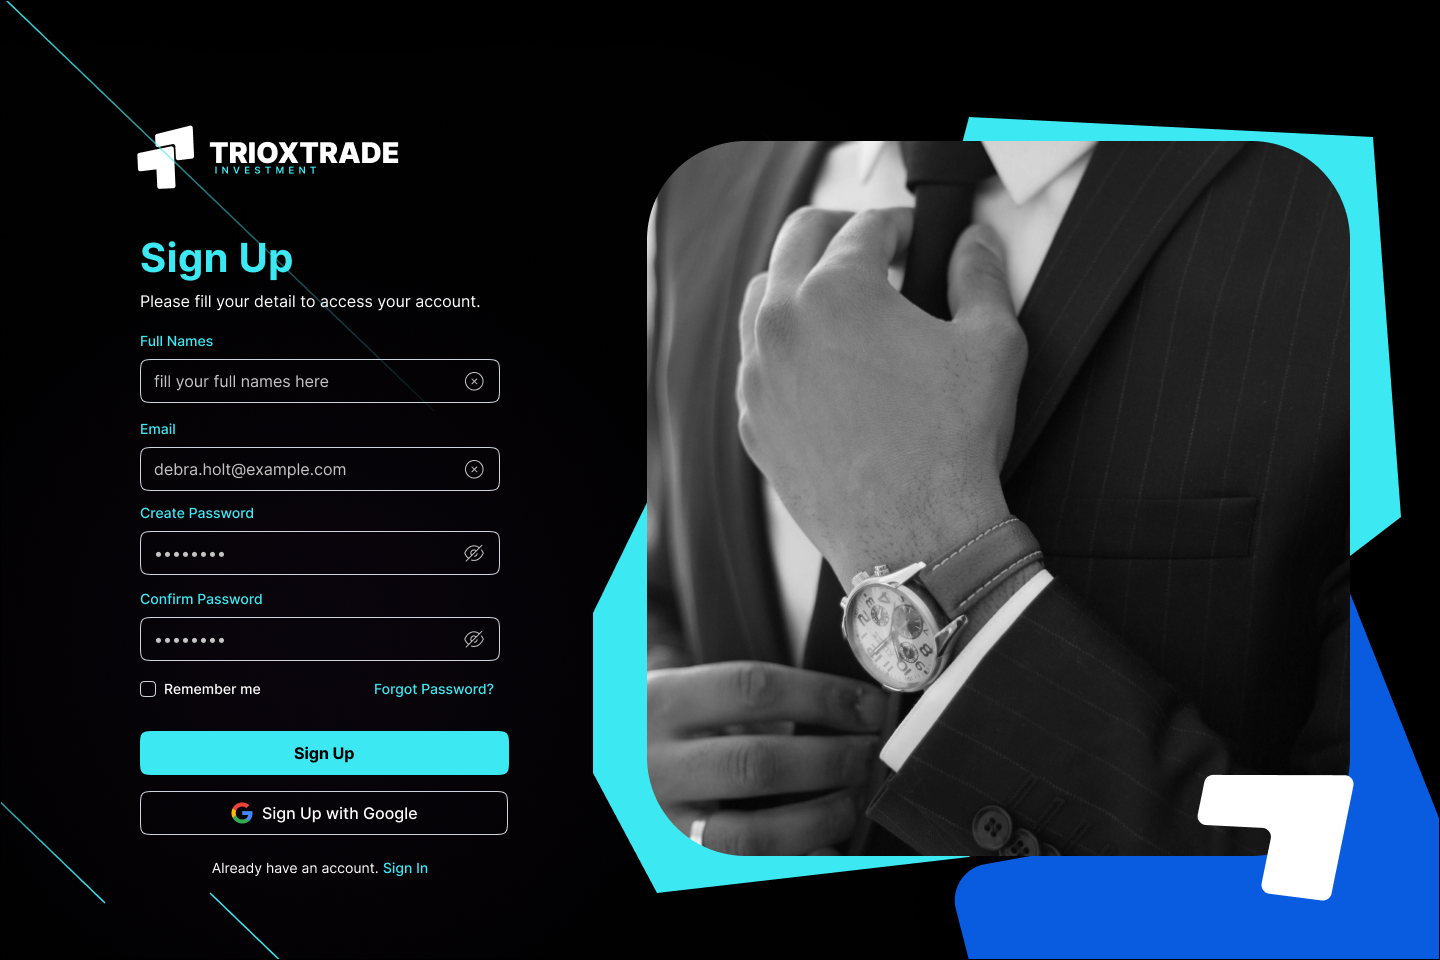 TRIOXTRADE
INVESTMENT
Sign Up
Please fill your detail to access your account.
Full Names
fill your full names here
Email
debra.holt@example.com
Create Password
••••••••
Confirm Password
••••••••
Remember me Forgot Password?
Sign Up
Sign Up with Google
Already have an account. Sign In